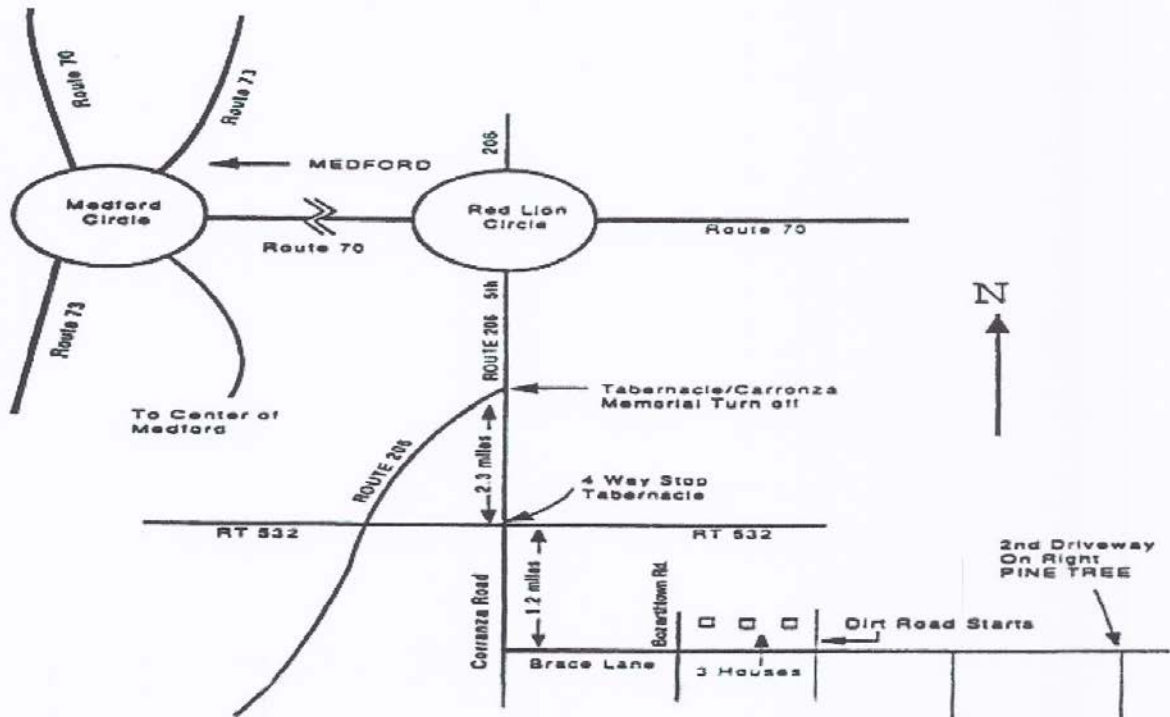 Route 70
Route 73
206
MEDFORD
Medford
Circle
Red Lion
Circle
Route 70
Route 70
Route 73
ROUTE 206 5th
N
To Center of
Medford
Tabernacle/Carronza
Memorial Turn off
ROUTE 206
2.3 miles
4 Way Stop
Tabernacle
RT 532
RT 532
2nd Driveway
On Right
PINE TREE
Corranza Road
1.2 miles
Bozarthtown Rd.
Dirt Road Starts
Brace Lane
3 Houses